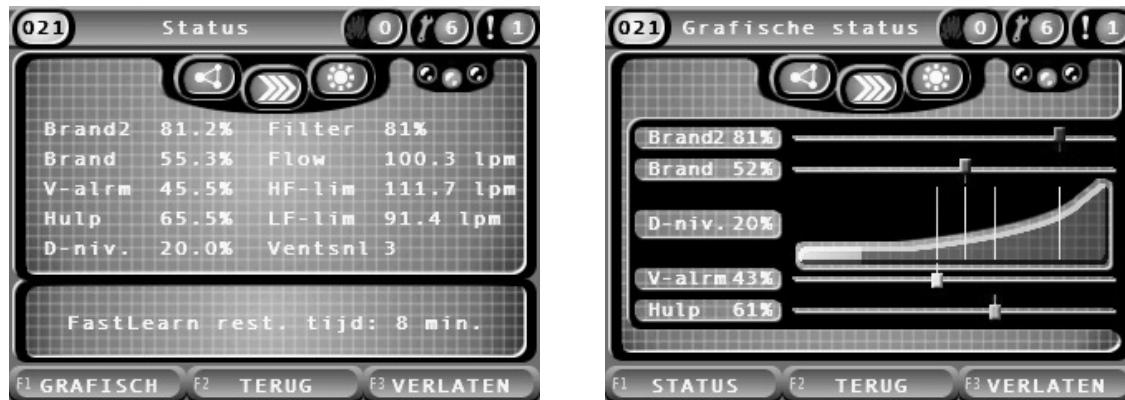 021 Status 0 6 ! 1
Brand2 81.2% Filter 81%
Brand 55.3% Flow 100.3 lpm
V-alrm 45.5% HF-lim 111.7 lpm
Hulp 65.5% LF-lim 91.4 lpm
D-niv. 20.0% Ventsnl 3
FastLearn rest. tijd: 8 min.
F1 GRAFISCH F2 TERUG F3 VERLATEN
021 Grafische status 0 6 ! 1
Brand2 81%
Brand 52%
D-niv. 20%
V-alrm 43%
Hulp 61%
F1 STATUS F2 TERUG F3 VERLATEN